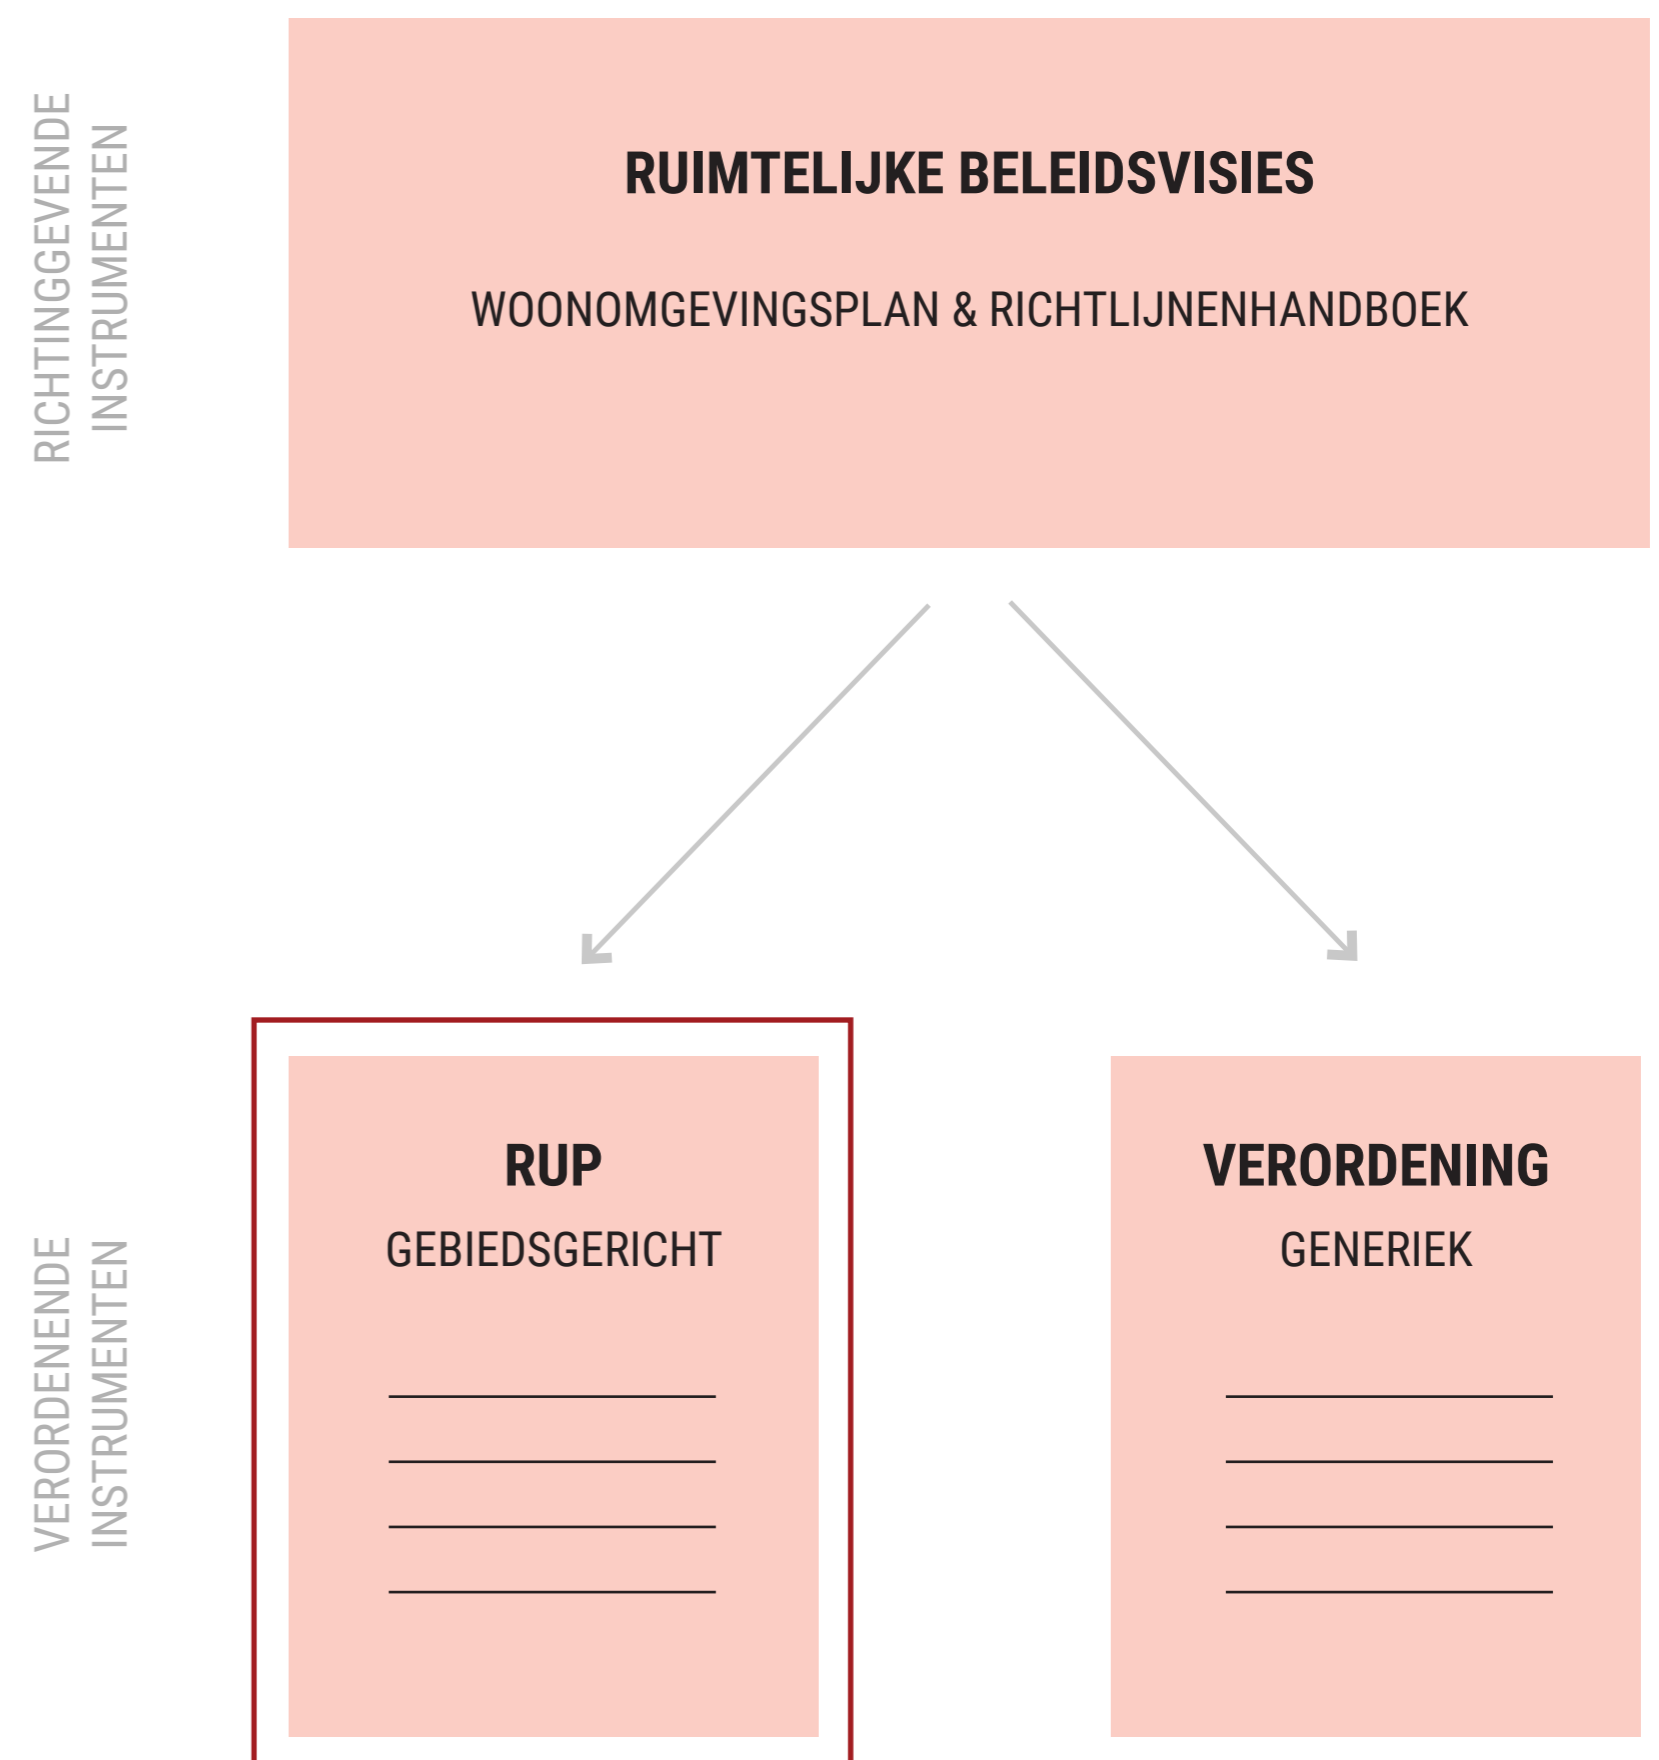 RICHTINGGEVENDE
INSTRUMENTEN
RUIMTELIJKE BELEIDSVISIES
WOONOMGEVINGSPLAN & RICHTLIJNENHANDBOEK
VERORDENENDE
INSTRUMENTEN
RUP
GEBIEDSGERICHT
VERORDENING
GENERIEK